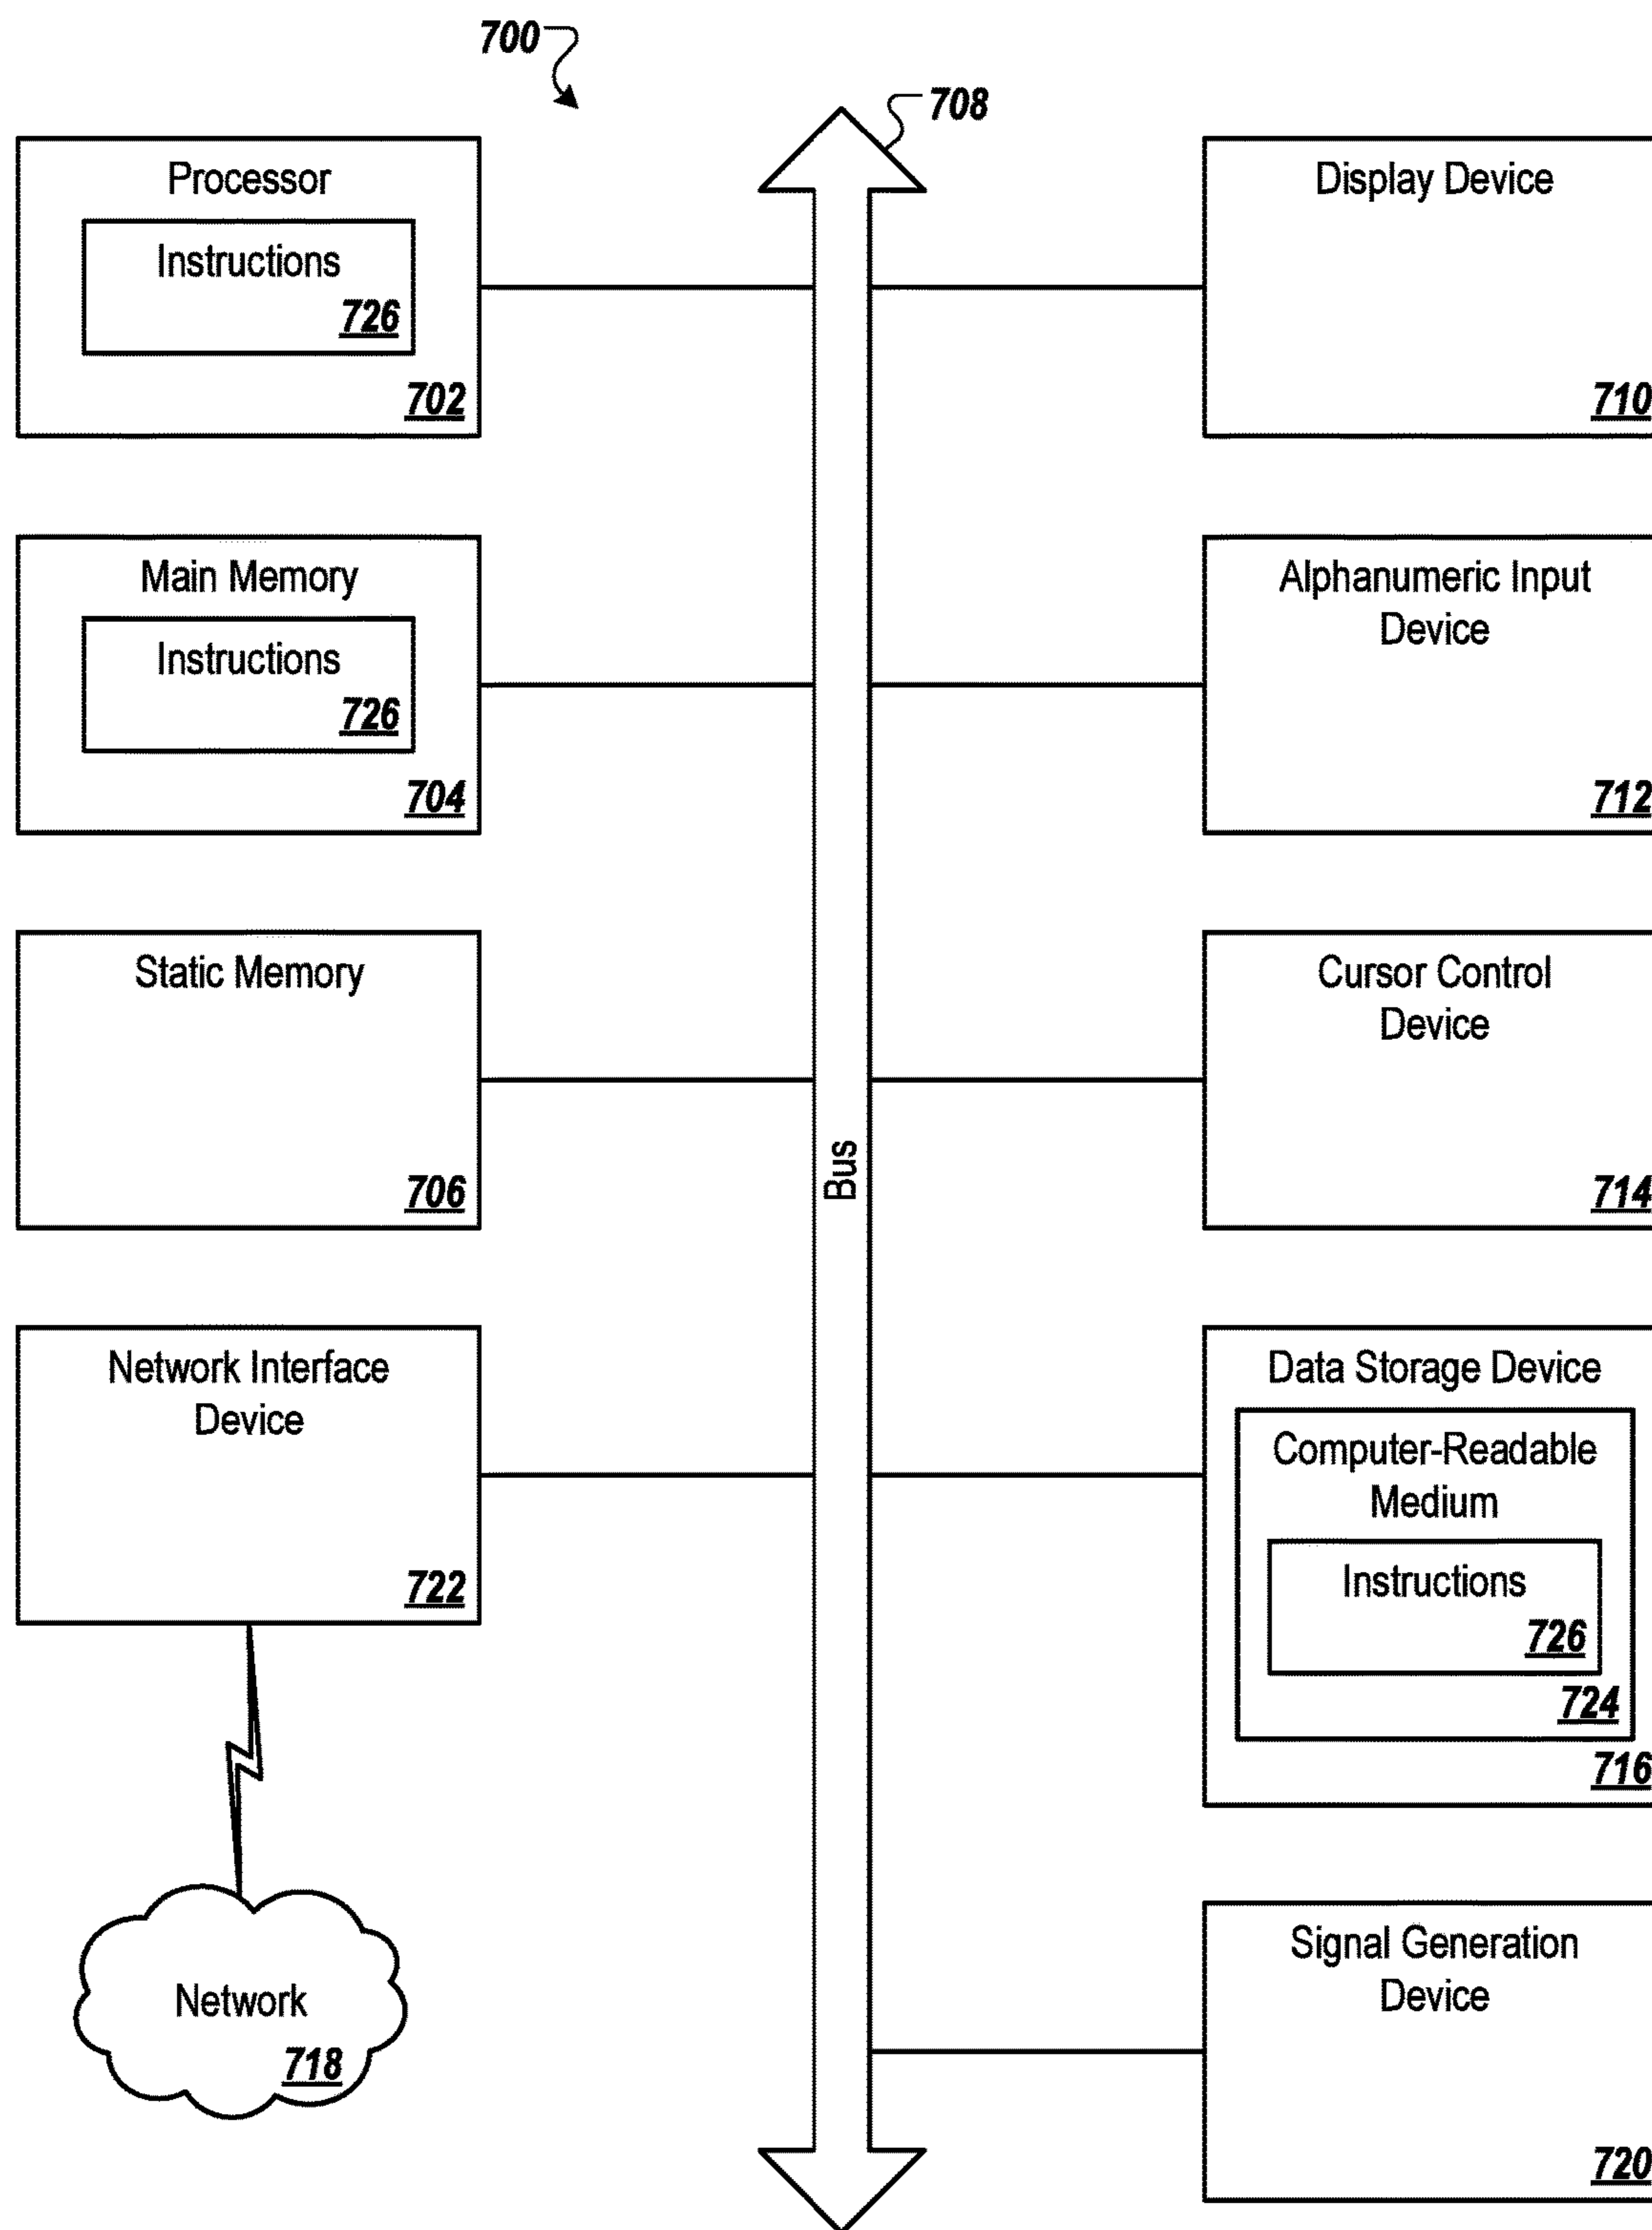 700
708
Processor
Instructions
726
702
Main Memory
Instructions
726
704
Static Memory
706
Network Interface
Device
722
Network
718
Bus
Display Device
710
Alphanumeric Input
Device
712
Cursor Control
Device
714
Data Storage Device
Computer-Readable
Medium
Instructions
726
724
716
Signal Generation
Device
720